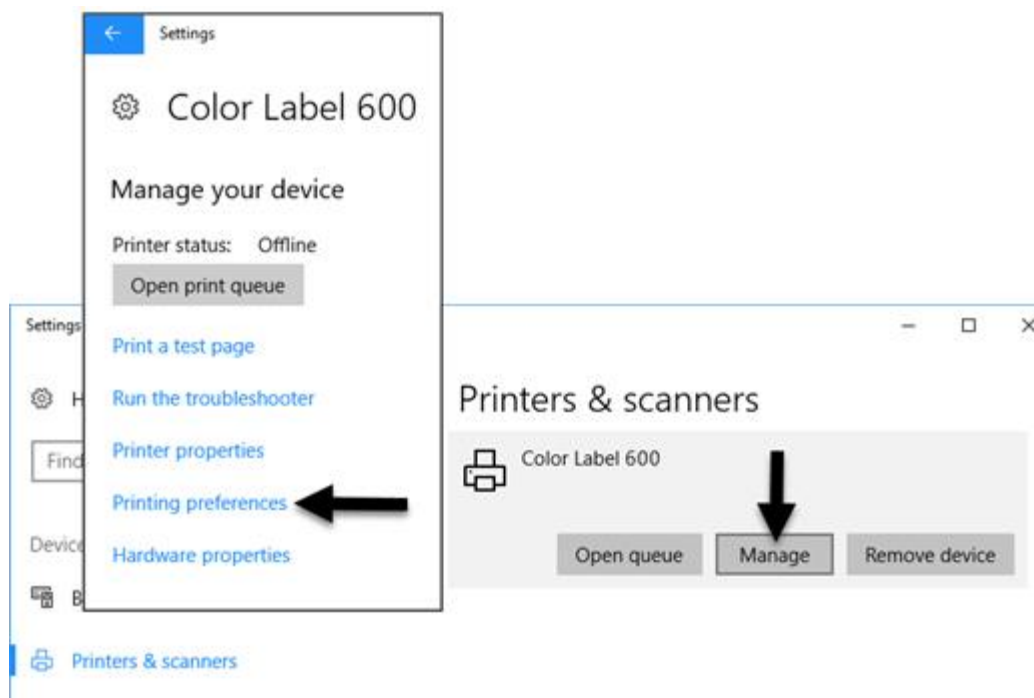 Settings
Color Label 600
Manage your device
Printer status: Offline
Open print queue
Print a test page
Run the troubleshooter
Printer properties
Printing preferences
Hardware properties
Settings
H
Find
Device
B
Printers & scanners
Printers & scanners
Color Label 600
Open queue Manage Remove device